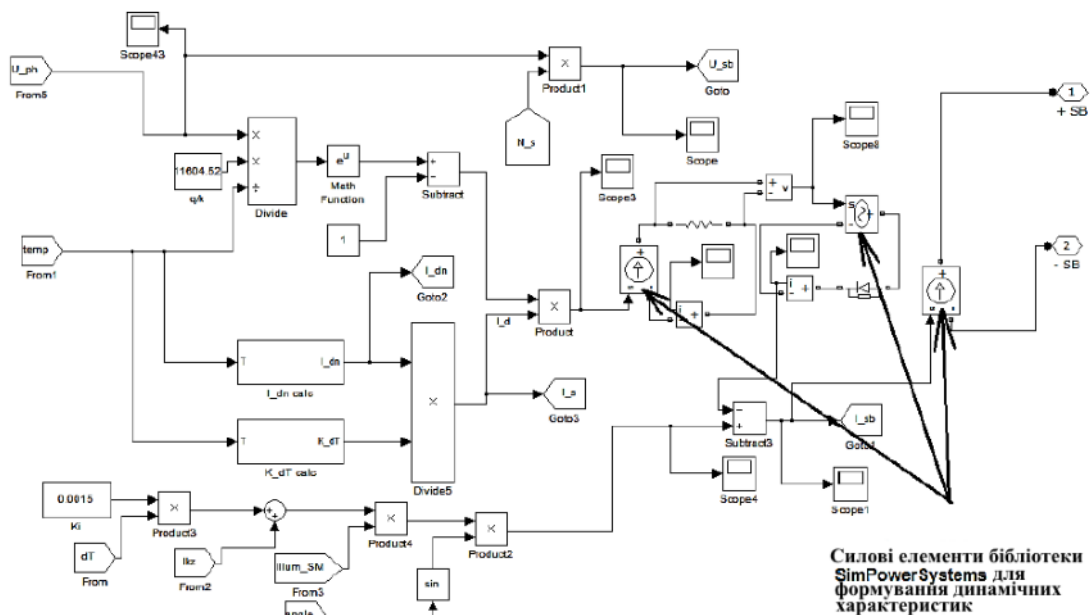 Scope43
U_ph
From5
×
Product1
U_sb
Goto
N_s
Scope
Scope8
1
+ SB
11604.52
q/k
×
×
÷
Divide
e^u
Math
Function
+
-
Subtract
1
Scope3
+
-
v
s
+
-
temp
From1
I_dn
Goto2
I_d
×
Product
+
i
+
i
-
+
+
2
- SB
T
I_dn
I_dn calc
T
K_dT
K_dT calc
×
Divide5
I_s
Goto3
-
+
Subtract3
I_sb
Scope4
Scope1
0.0015
Ki
×
Product3
dT
From
+
+
From2
×
Product4
Illum_SM
From3
×
Product2
sin
angle
Силові елементи бібліотеки
SimPowerSystems для
формування динамічних
характеристик